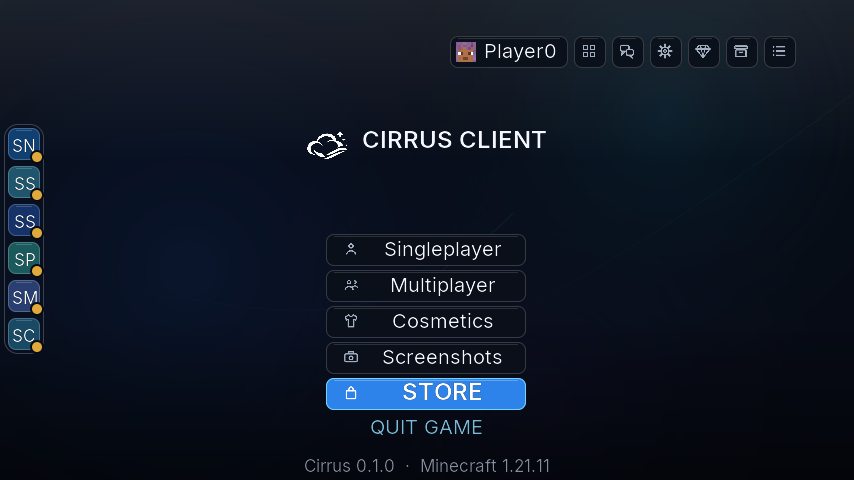 Player0
CIRRUS CLIENT
SN
SS
SS
SP
SM
SC
Singleplayer
Multiplayer
Cosmetics
Screenshots
STORE
QUIT GAME
Cirrus 0.1.0 · Minecraft 1.21.11